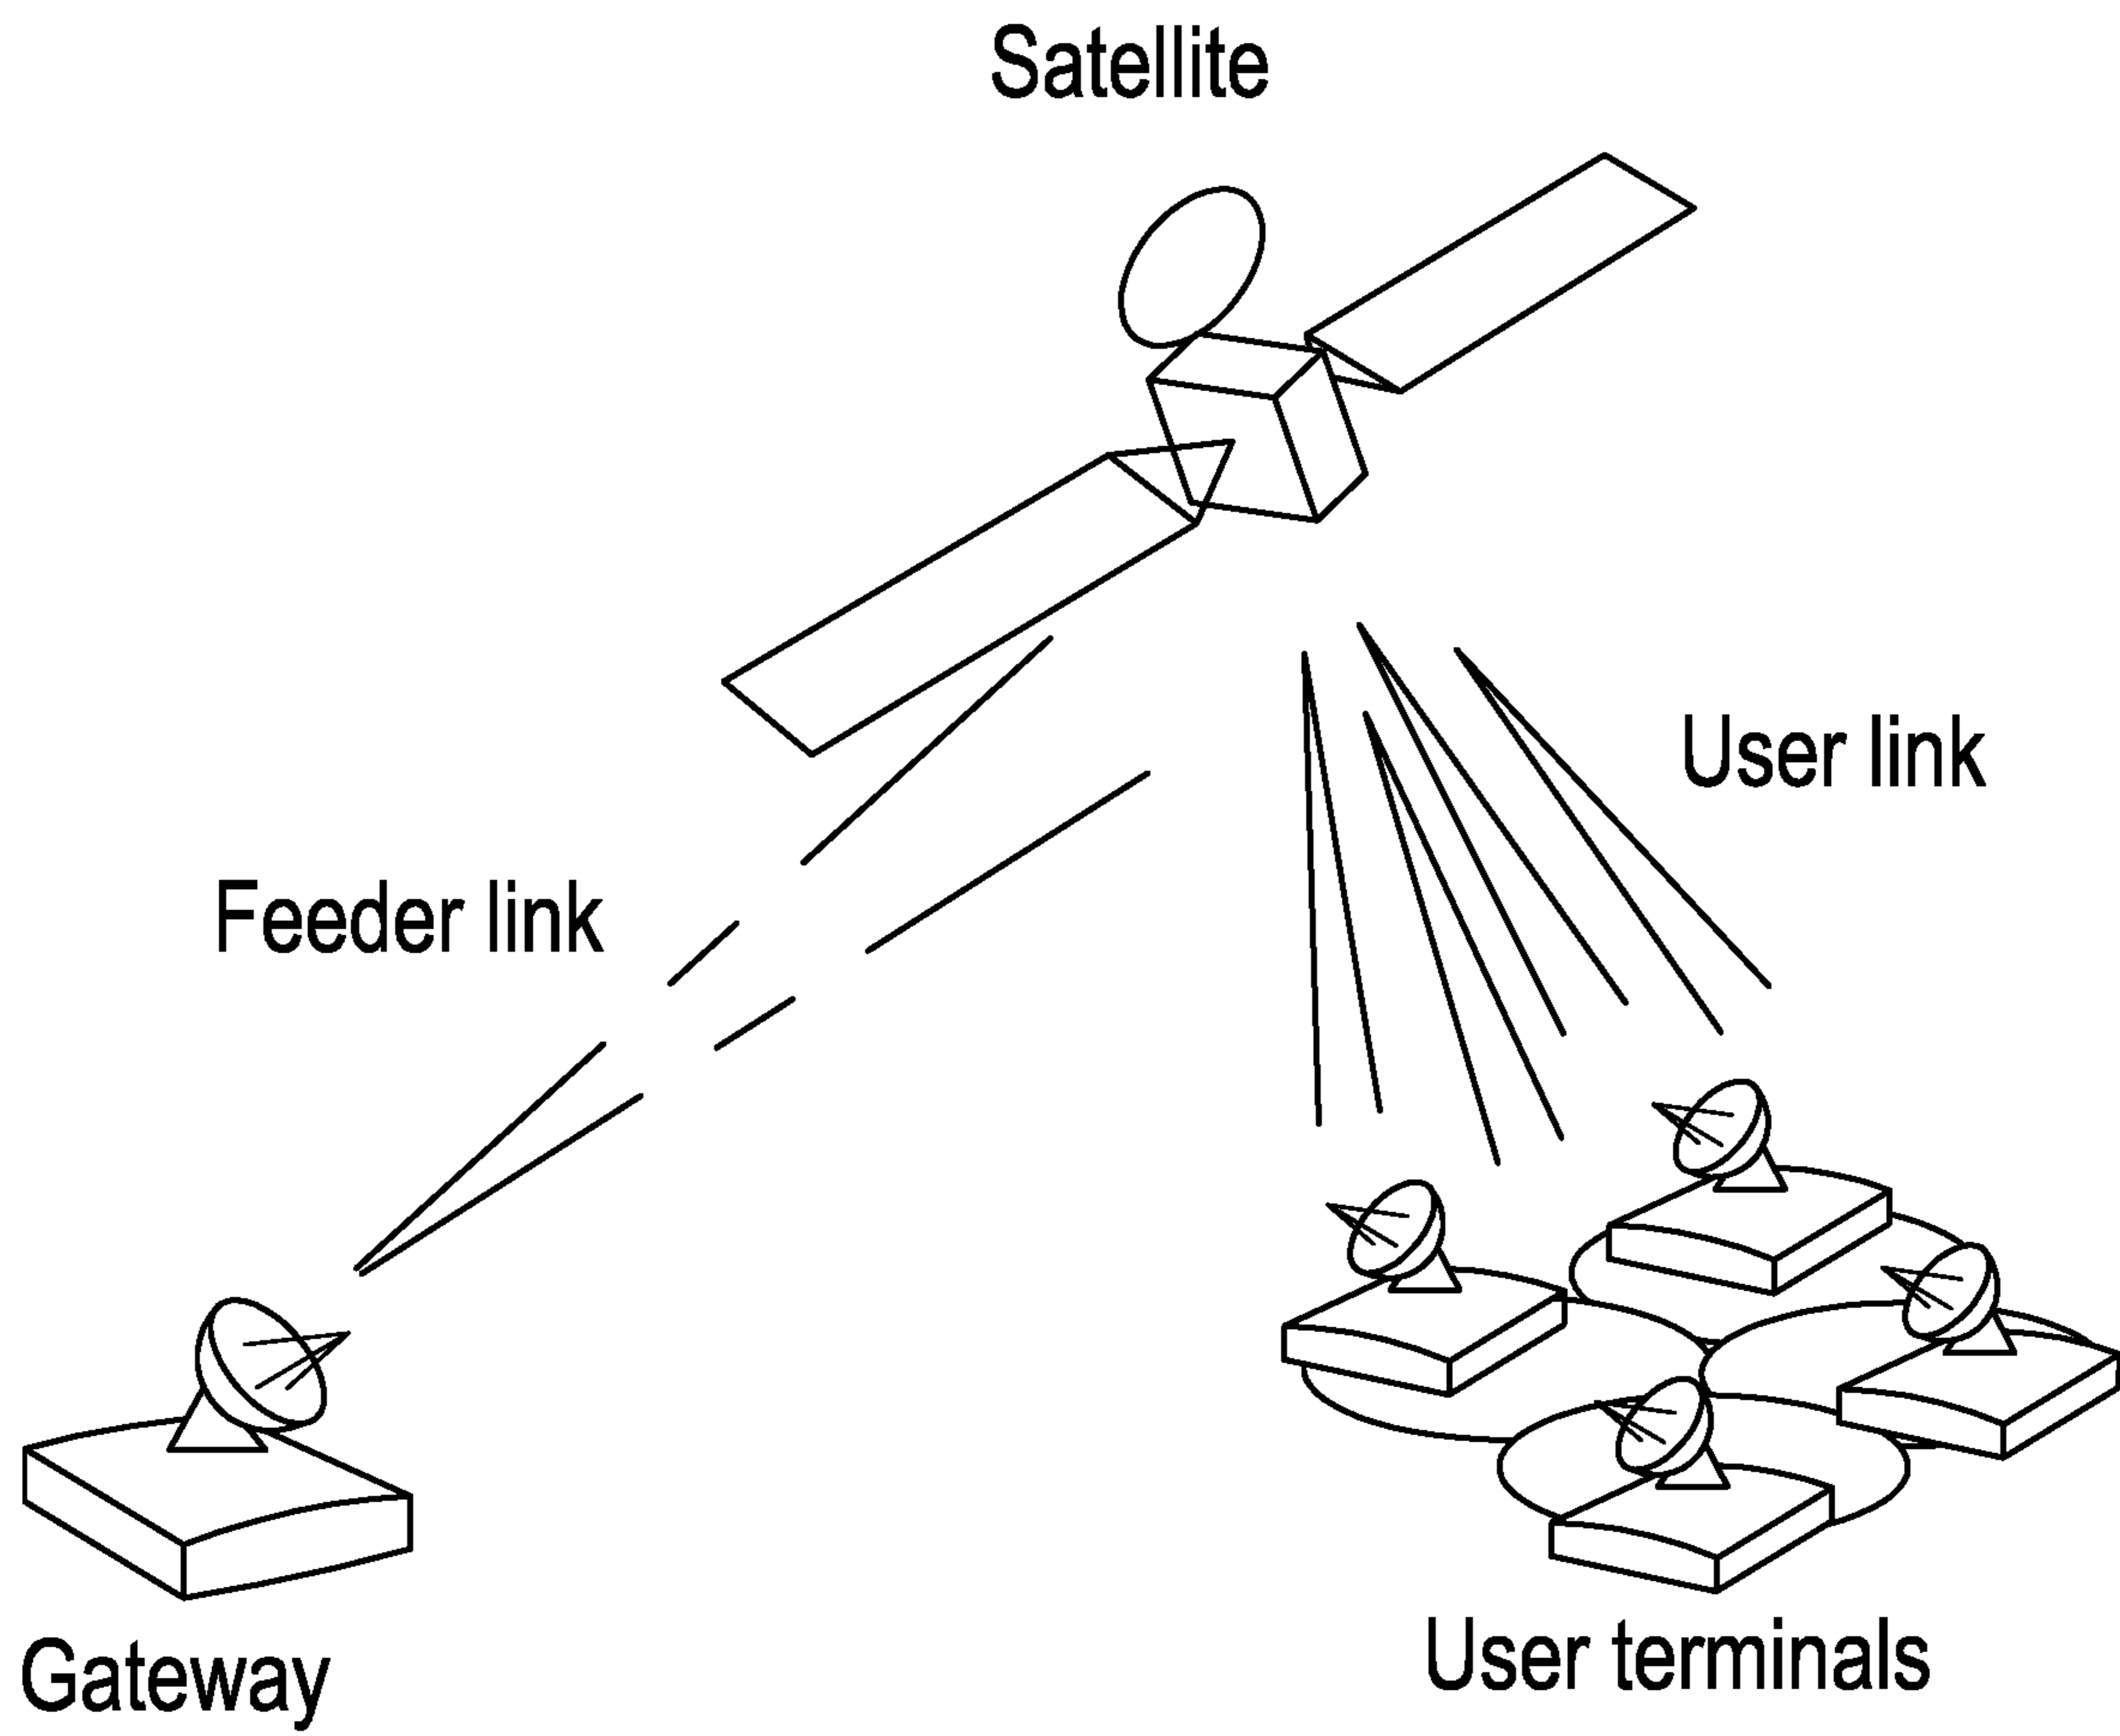 Satellite
User link
Feeder link
Gateway
User terminals